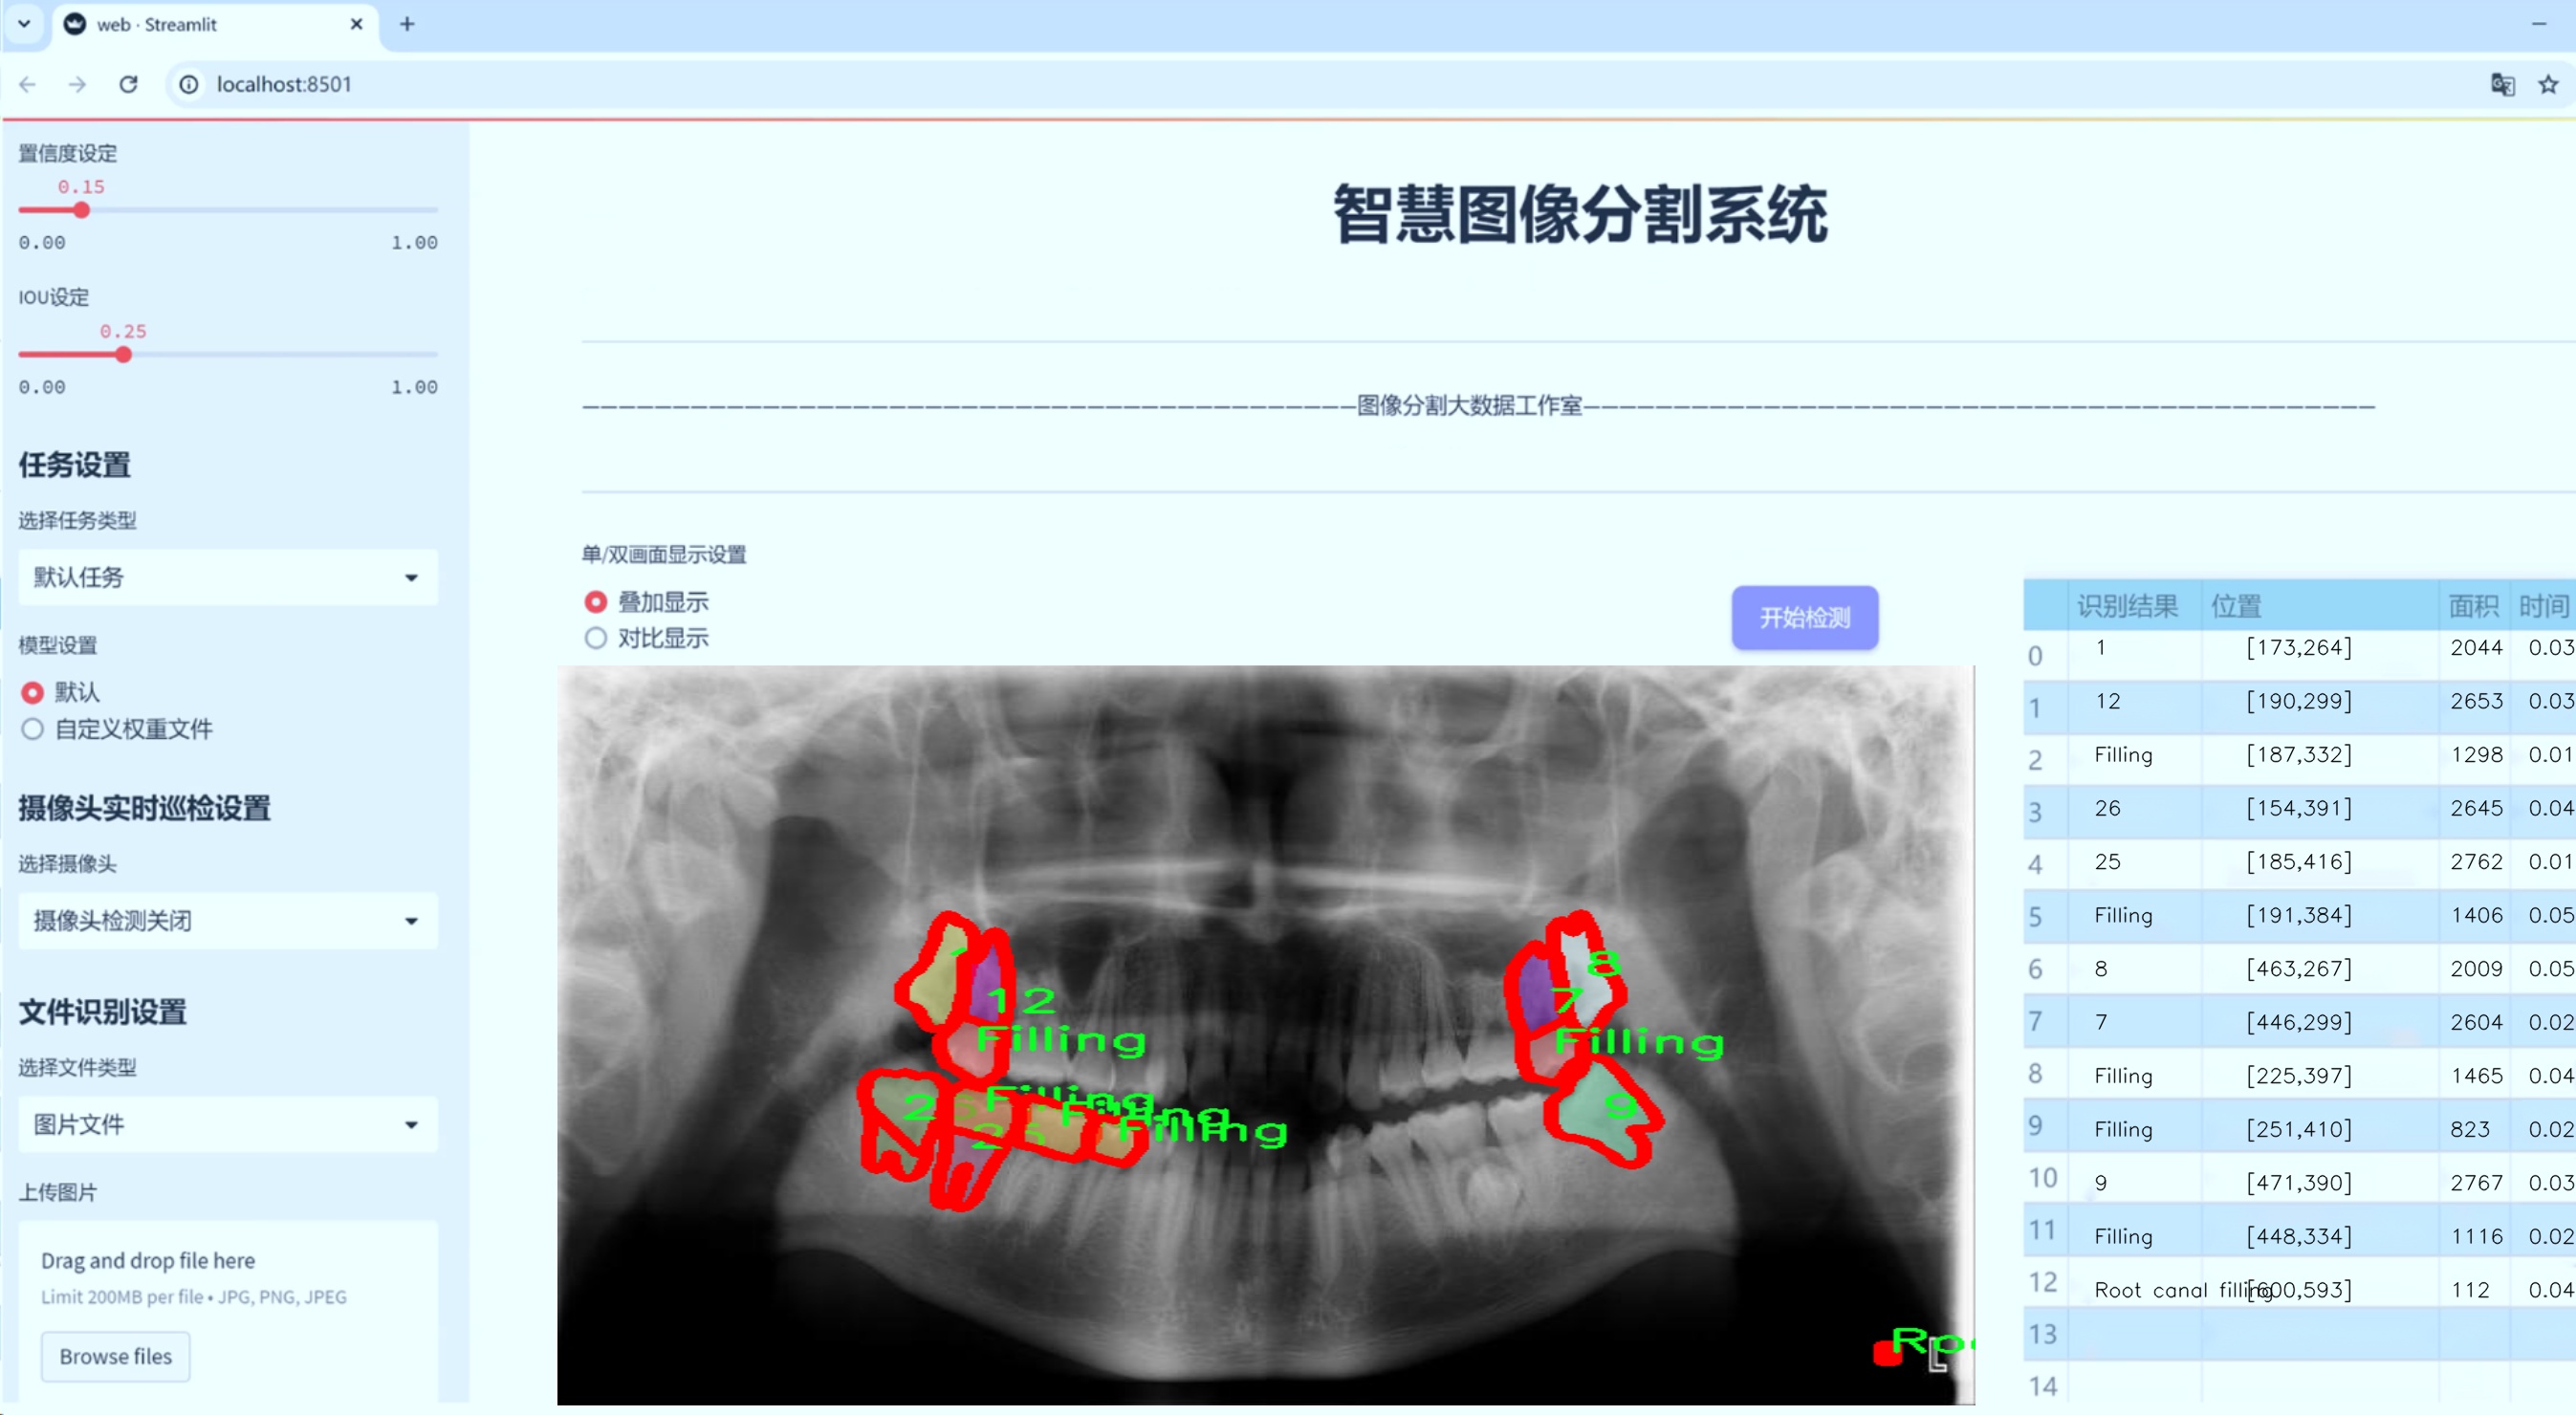 web · Streamlit
localhost:8501
置信度设定
0.15
0.00 1.00
IOU设定
0.25
0.00 1.00
任务设置
选择任务类型
默认任务
模型设置
默认
自定义权重文件
摄像头实时巡检设置
选择摄像头
摄像头检测关闭
文件识别设置
选择文件类型
图片文件
上传图片
Drag and drop file here
Limit 200MB per file • JPG, PNG, JPEG
Browse files
智慧图像分割系统
图像分割大数据工作室
单/双画面显示设置
叠加显示
对比显示
开始检测
8
12
7
Filling
Filling
Filling
Filling
9
L
识别结果 位置 面积 时间
0 1 [173,264] 2044 0.03
1 12 [190,299] 2653 0.03
2 Filling [187,332] 1298 0.01
3 26 [154,391] 2645 0.04
4 25 [185,416] 2762 0.01
5 Filling [191,384] 1406 0.05
6 8 [463,267] 2009 0.05
7 7 [446,299] 2604 0.02
8 Filling [225,397] 1465 0.04
9 Filling [251,410] 823 0.02
10 9 [471,390] 2767 0.03
11 Filling [448,334] 1116 0.02
12 Root canal filling [600,593] 112 0.04
13
14